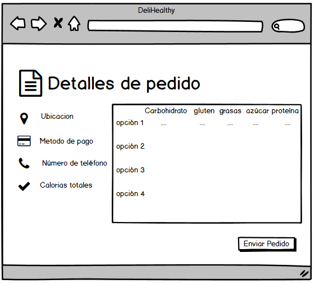 DeliHealthy
Detalles de pedido
Ubicacion
Metodo de pago
Número de teléfono
Calorias totales
Carbohidrato gluten grasas azúcar proteína
opción 1 ... ... ... ... ...
opción 2
opción 3
opción 4
Enviar Pedido